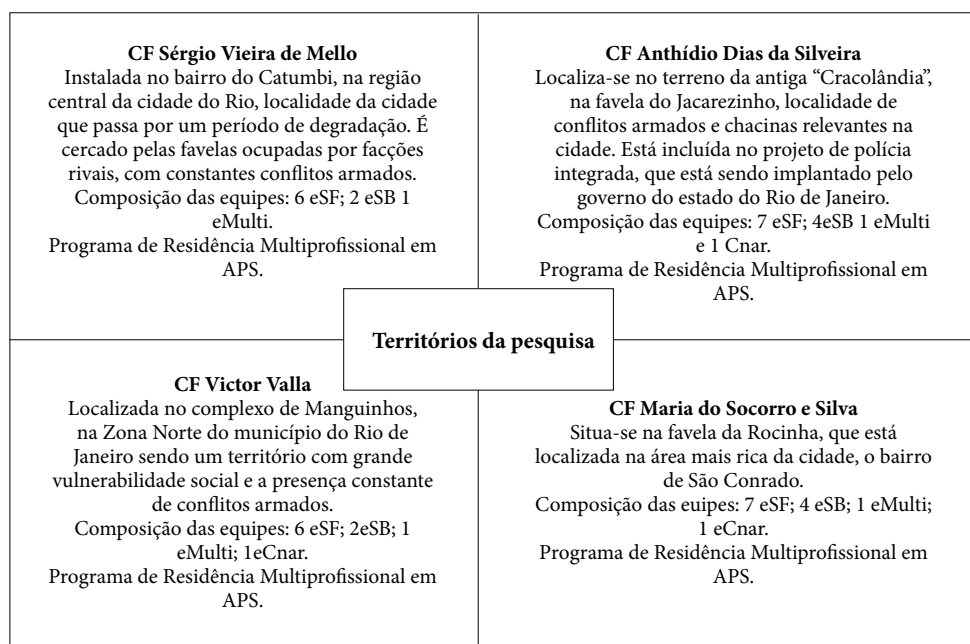 CF Sérgio Vieira de Mello
Instalada no bairro do Catumbi, na região
central da cidade do Rio, localidade da cidade
que passa por um período de degradação. É
cercado pelas favelas ocupadas por facções
rivais, com constantes conflitos armados.
Composição das equipes: 6 eSF; 2 eSB 1
eMulti.
Programa de Residência Multiprofissional em
APS.
CF Anthídio Dias da Silveira
Localiza-se no terreno da antiga “Cracolândia”,
na favela do Jacarezinho, localidade de
conflitos armados e chacinas relevantes na
cidade. Está incluída no projeto de polícia
integrada, que está sendo implantado pelo
governo do estado do Rio de Janeiro.
Composição das equipes: 7 eSF; 4eSB 1 eMulti
e 1 Cnar.
Programa de Residência Multiprofissional em
APS.
Territórios da pesquisa
CF Victor Valla
Localizada no complexo de Manguinhos,
na Zona Norte do município do Rio de
Janeiro sendo um território com grande
vulnerabilidade social e a presença constante
de conflitos armados.
Composição das equipes: 6 eSF; 2eSB; 1
eMulti; 1eCnar.
Programa de Residência Multiprofissional em
APS.
CF Maria do Socorro e Silva
Situa-se na favela da Rocinha, que está
localizada na área mais rica da cidade, o bairro
de São Conrado.
Composição das euipes: 7 eSF; 4 eSB; 1 eMulti;
1 eCnar.
Programa de Residência Multiprofissional em
APS.